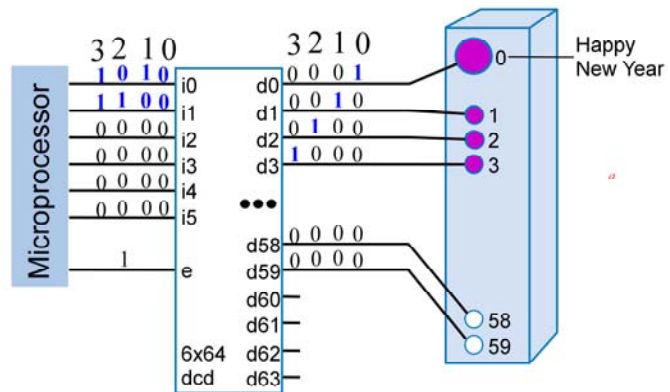 3 2 1 0
3 2 1 0
Happy
New Year
Microprocessor
1 0 1 0 i0
d0 0 0 0 1
0
1 1 0 0 i1
d1 0 0 1 0
1
0 0 0 0 i2
d2 0 1 0 0
2
0 0 0 0 i3
d3 1 0 0 0
3
a
0 0 0 0 i4
0 0 0 0 i5
•••
d58 0 0 0 0
1 e
d59 0 0 0 0
d60
d61
58
6x64
d62
59
dcd
d63